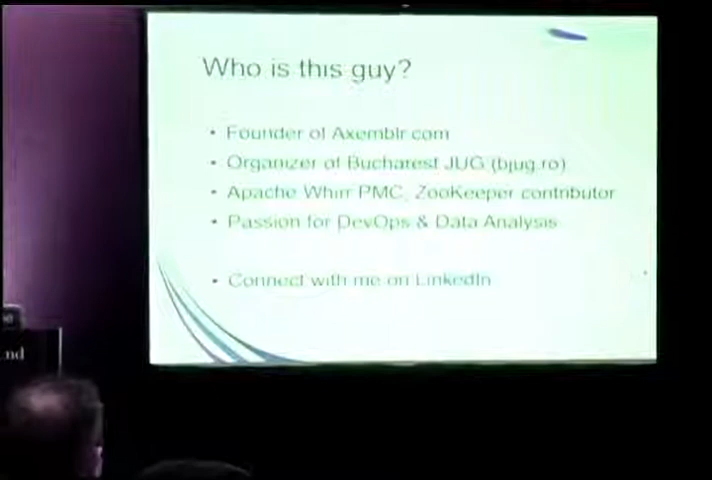 Who is this guy?
• Founder of Axemblr.com
• Organizer of Bucharest JUG (bjug.ro)
• Apache Whirr PMC, ZooKeeper contributor
• Passion for DevOps & Data Analysis
• Connect with me on LinkedIn